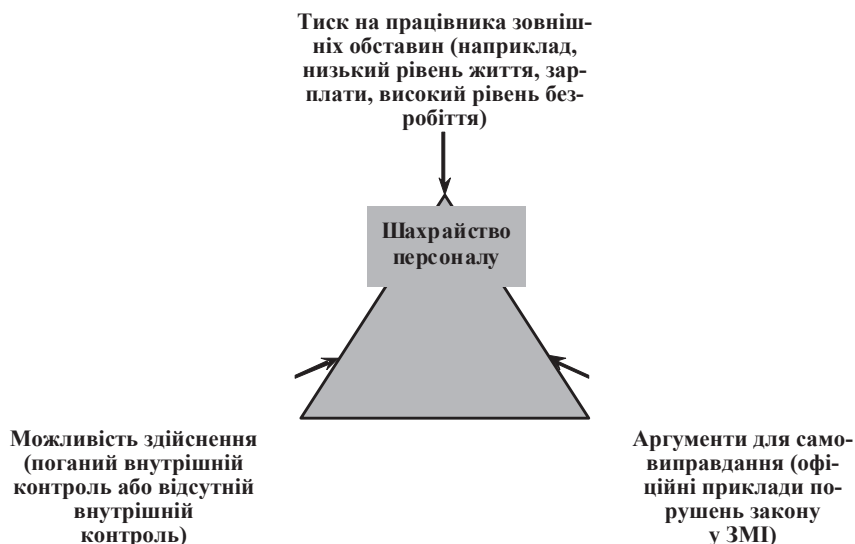 Тиск на працівника зовніш-
ніх обставин (наприклад,
низький рівень життя, зар-
плати, високий рівень без-
робіття)
Шахрайство
персоналу
Можливість здійснення
(поганий внутрішній
контроль або відсутній
внутрішній
контроль)
Аргументи для само-
виправдання (офі-
ційні приклади по-
рушень закону
у ЗМІ)